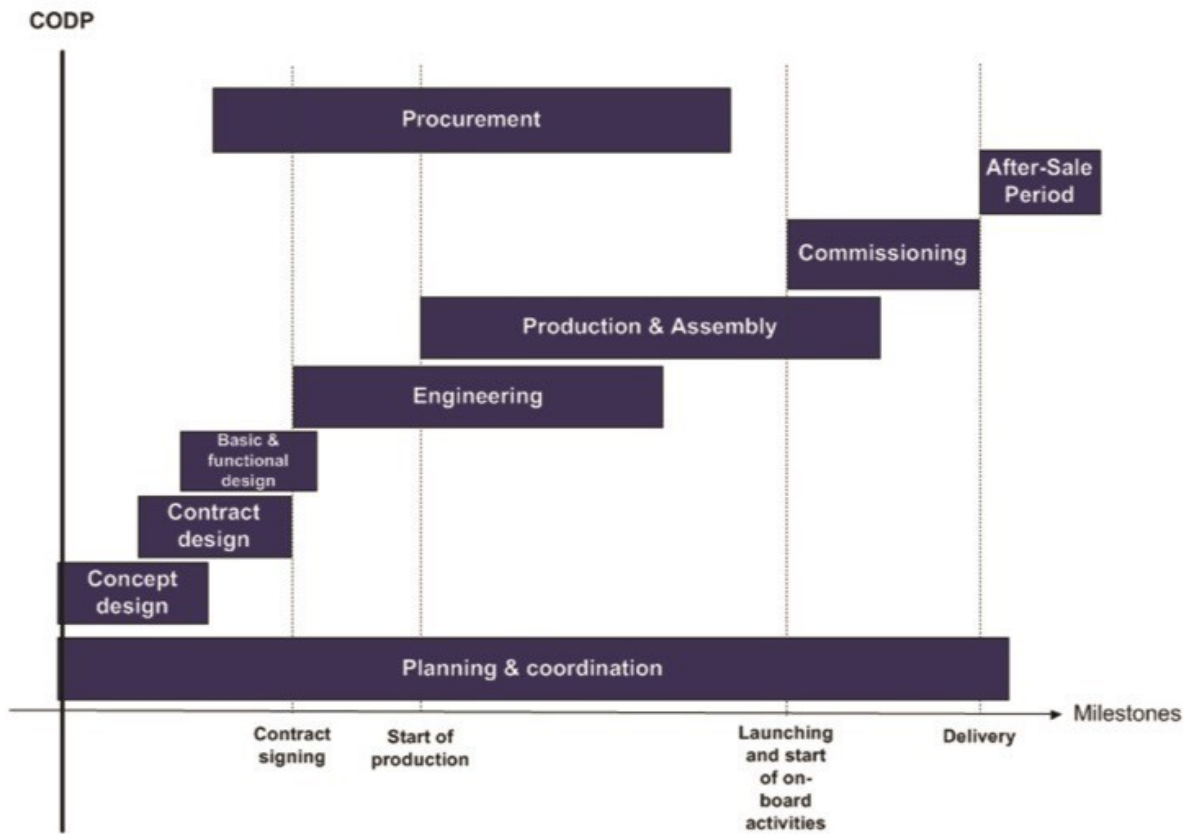 CODP
Procurement
After-Sale
Period
Commissioning
Production & Assembly
Engineering
Basic &
functional
design
Contract
design
Concept
design
Planning & coordination
Milestones
Contract
signing
Start of
production
Launching
and start
of on-
board
activities
Delivery